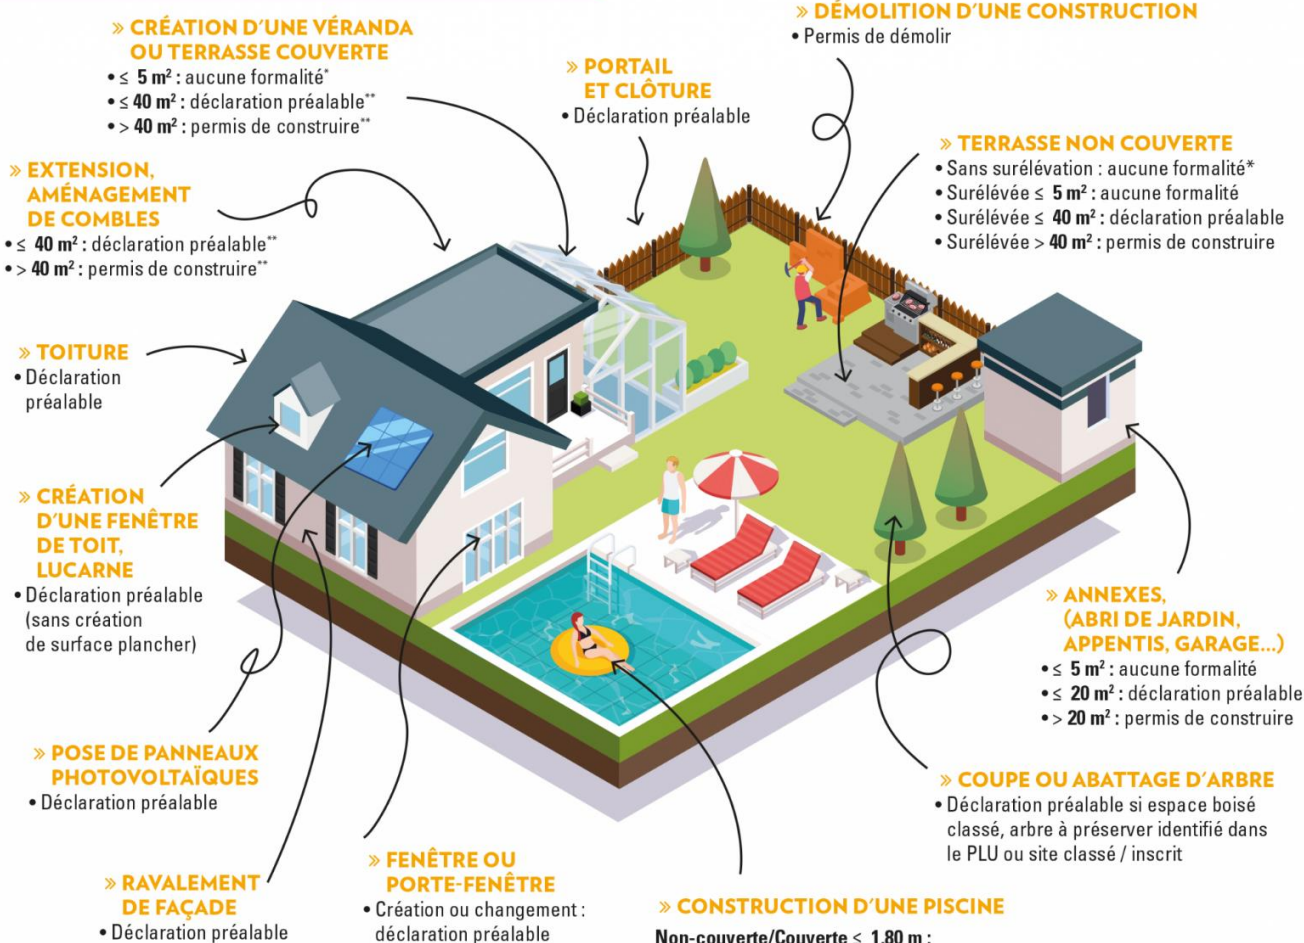 » CRÉATION D'UNE VÉRANDA
OU TERRASSE COUVERTE
• ≤ 5 m² : aucune formalité*
• ≤ 40 m² : déclaration préalable**
• > 40 m² : permis de construire**
» PORTAIL
ET CLÔTURE
• Déclaration préalable
» DÉMOLITION D'UNE CONSTRUCTION
• Permis de démolir
» TERRASSE NON COUVERTE
• Sans surélévation : aucune formalité*
• Surélévée ≤ 5 m² : aucune formalité
• Surélévée ≤ 40 m² : déclaration préalable
• Surélévée > 40 m² : permis de construire
» EXTENSION,
AMÉNAGEMENT
DE COMBLES
• ≤ 40 m² : déclaration préalable**
• > 40 m² : permis de construire**
» TOITURE
• Déclaration
préalable
» CRÉATION
D'UNE FENÊTRE
DE TOIT,
LUCARNE
• Déclaration préalable
(sans création
de surface plancher)
» ANNEXES,
(ABRI DE JARDIN,
APPENTIS, GARAGE...)
• ≤ 5 m² : aucune formalité
• ≤ 20 m² : déclaration préalable
• > 20 m² : permis de construire
» POSE DE PANNEAUX
PHOTOVOLTAÏQUES
• Déclaration préalable
» COUPE OU ABATTAGE D'ARBRE
• Déclaration préalable si espace boisé
classé, arbre à préserver identifié dans
le PLU ou site classé / inscrit
» RAVALEMENT
DE FAÇADE
• Déclaration préalable
» FENÊTRE OU
PORTE-FENÊTRE
• Création ou changement :
déclaration préalable
» CONSTRUCTION D'UNE PISCINE
Non-couverte/Couverte ≤ 1,80 m :